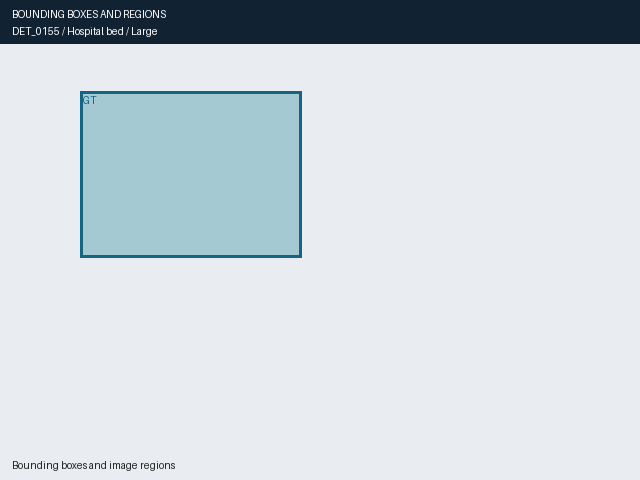 BOUNDING BOXES AND REGIONS
DET_0155 / Hospital bed / Large
GT
Bounding boxes and image regions